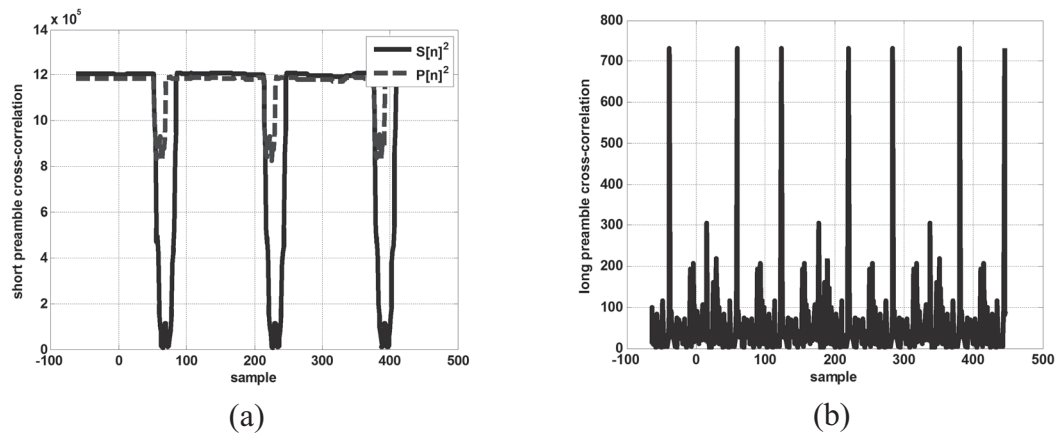 × 10⁵
14
12
10
8
6
4
2
0
short preamble cross-correlation
S[n]²
P[n]²
-100 0 100 200 300 400 500
sample
(a)
800
700
600
500
400
300
200
100
0
long preamble cross-correlation
-100 0 100 200 300 400 500
sample
(b)